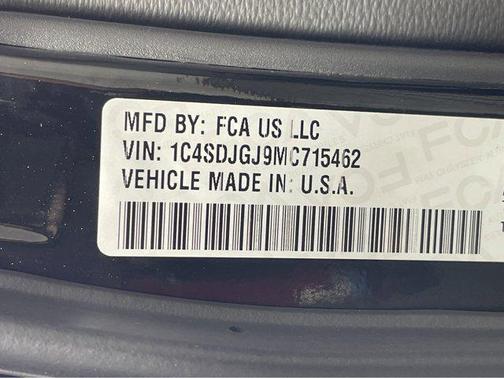 MFD BY: FCA US LLC
VIN: 1C4SDJGJ9MC715462
VEHICLE MADE IN: U.S.A.